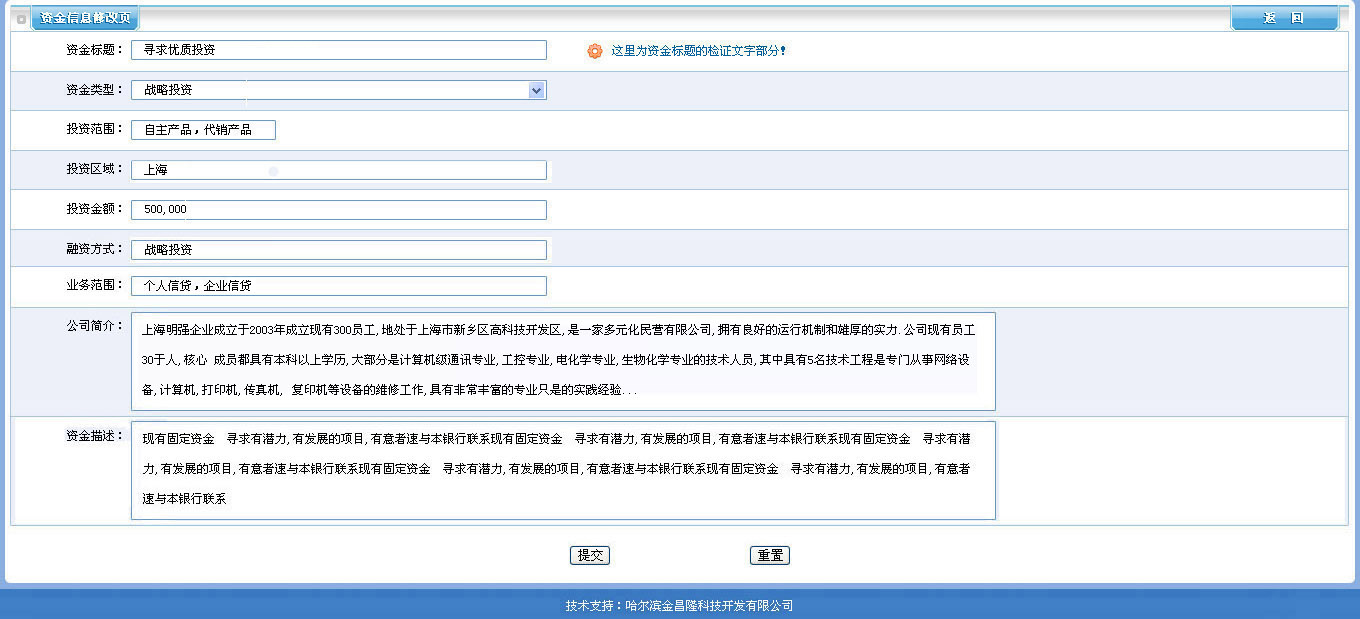 资金信息修改页 返 回
资金标题： 寻求优质投资 这里为资金标题的检证文字部分!
资金类型： 战略投资
投资范围： 自主产品，代销产品
投资区域： 上海
投资金额： 500,000
融资方式： 战略投资
业务范围： 个人信贷，企业信贷
公司简介： 上海明强企业成立于2003年成立现有300员工,地处于上海市新乡区高科技开发区,是一家多元化民营有限公司,拥有良好的运行机制和雄厚的实力.公司现有员工
30于人,核心 成员都具有本科以上学历,大部分是计算机级通讯专业,工控专业,电化学专业,生物化学专业的技术人员,其中具有5名技术工程是专门从事网络设
备,计算机,打印机,传真机, 复印机等设备的维修工作,具有非常丰富的专业只是的实践经验...
资金描述： 现有固定资金 寻求有潜力,有发展的项目,有意者速与本银行联系现有固定资金 寻求有潜力,有发展的项目,有意者速与本银行联系现有固定资金 寻求有潜
力,有发展的项目,有意者速与本银行联系现有固定资金 寻求有潜力,有发展的项目,有意者速与本银行联系现有固定资金 寻求有潜力,有发展的项目,有意者
速与本银行联系
提交 重置
技术支持：哈尔滨金昌隆科技开发有限公司